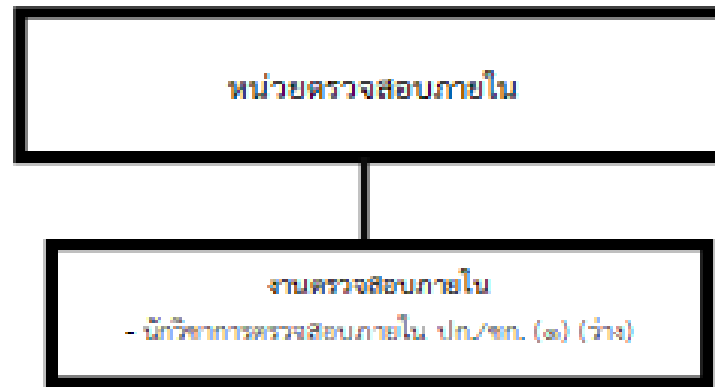 หน่วยตรวจสอบภายใน
งานตรวจสอบภายใน
- นักวิชาการตรวจสอบภายใน ปก./ชก. (๑) (ว่าง)